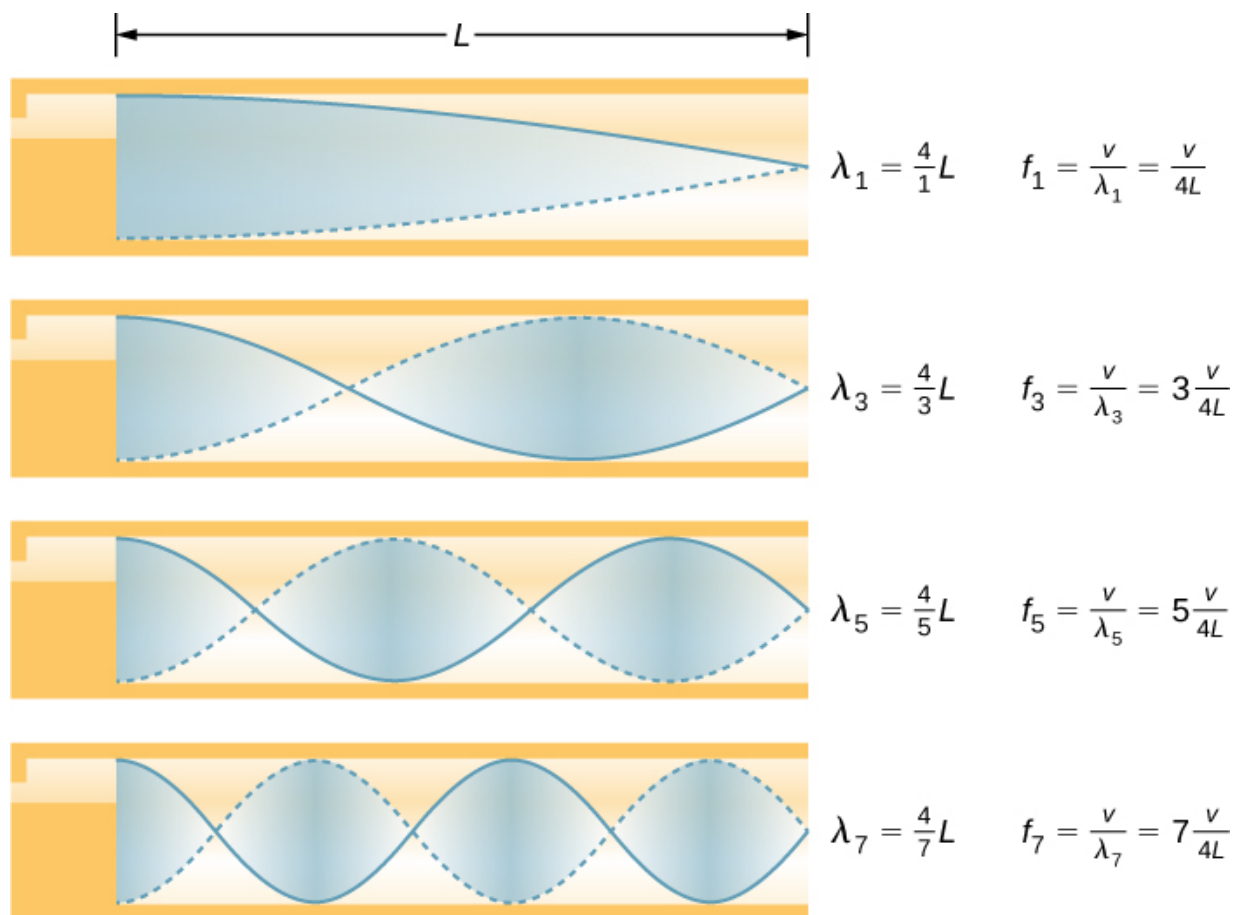 L
λ₁ = 4/1 L    f₁ = v/λ₁ = v/4L
λ₃ = 4/3 L    f₃ = v/λ₃ = 3 v/4L
λ₅ = 4/5 L    f₅ = v/λ₅ = 5 v/4L
λ₇ = 4/7 L    f₇ = v/λ₇ = 7 v/4L